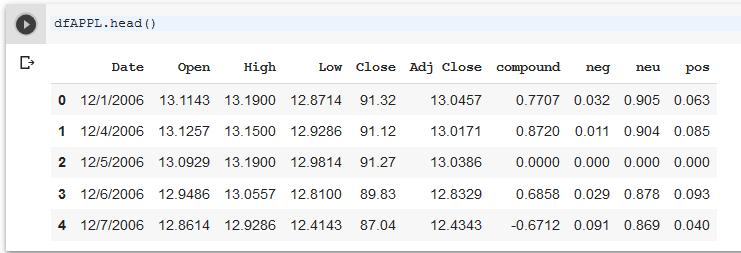 dfAPPL.head()
Date Open High Low Close Adj Close compound neg neu pos
0 12/1/2006 13.1143 13.1900 12.8714 91.32 13.0457 0.7707 0.032 0.905 0.063
1 12/4/2006 13.1257 13.1500 12.9286 91.12 13.0171 0.8720 0.011 0.904 0.085
2 12/5/2006 13.0929 13.1900 12.9814 91.27 13.0386 0.0000 0.000 0.000 0.000
3 12/6/2006 12.9486 13.0557 12.8100 89.83 12.8329 0.6858 0.029 0.878 0.093
4 12/7/2006 12.8614 12.9286 12.4143 87.04 12.4343 -0.6712 0.091 0.869 0.040